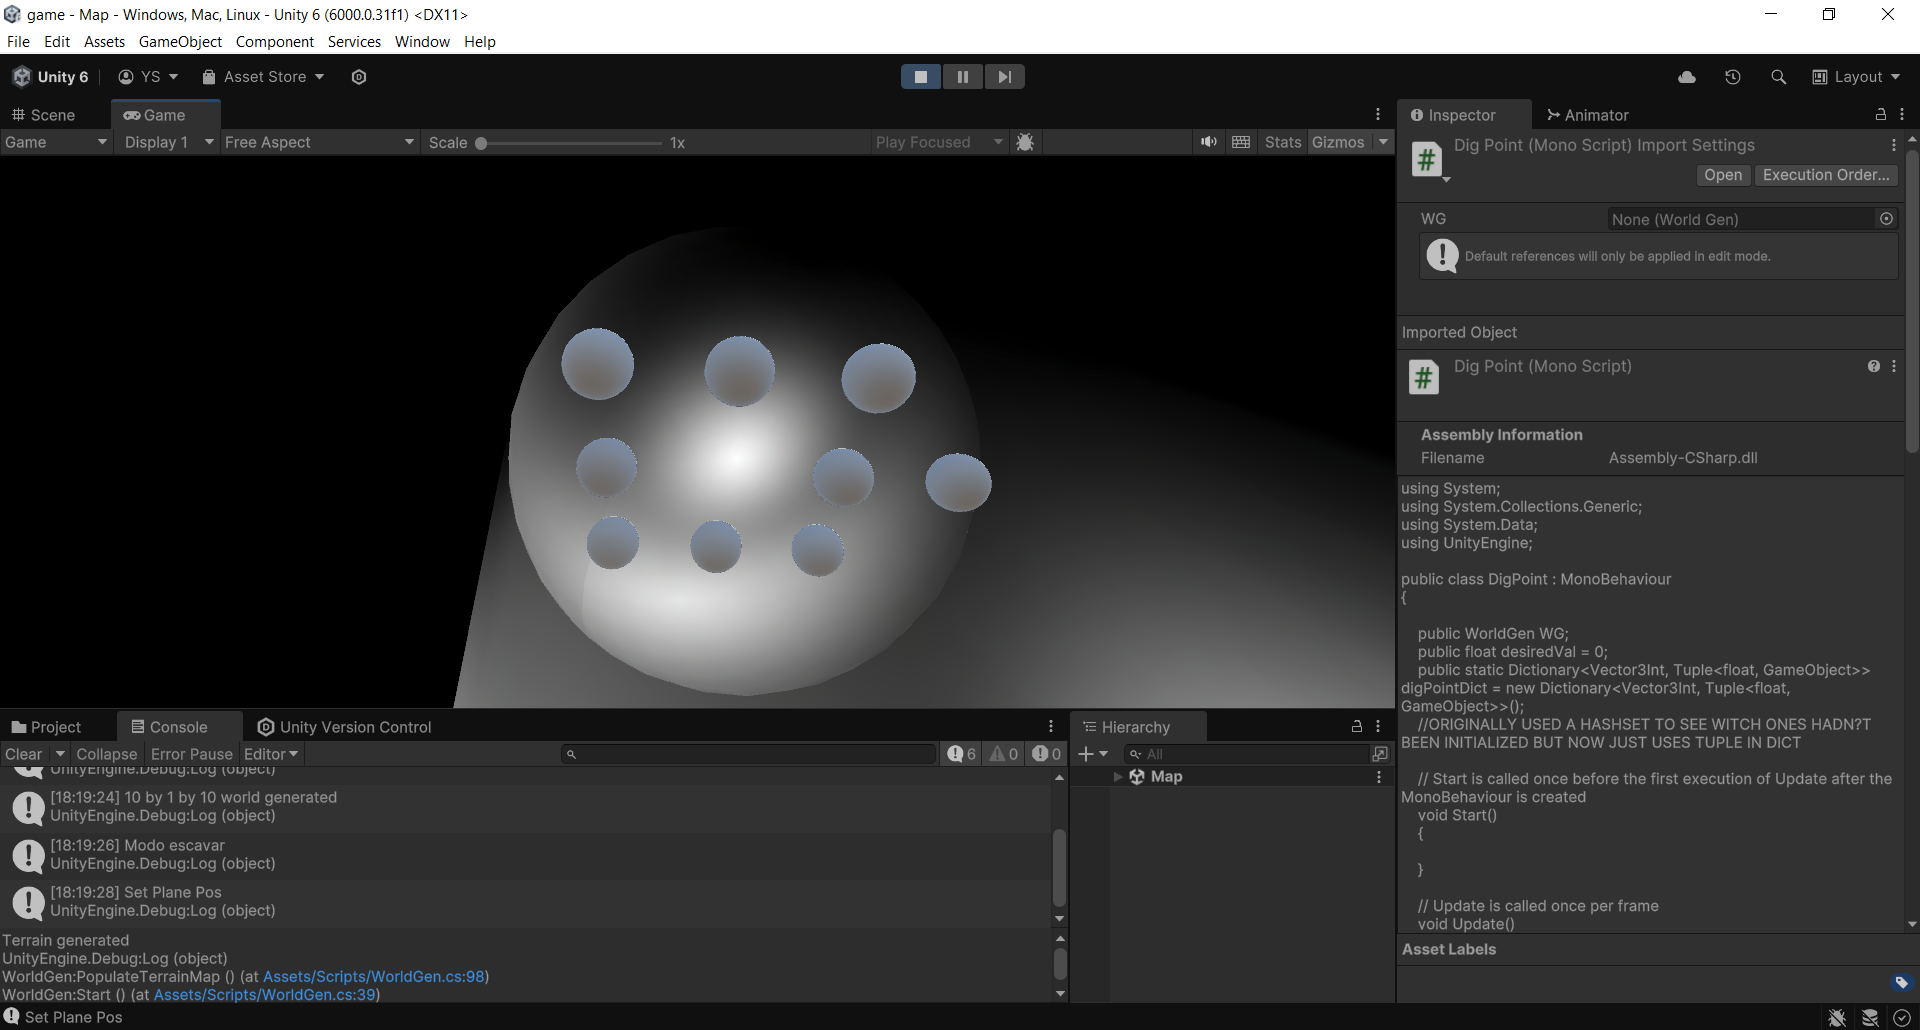 game - Map - Windows, Mac, Linux - Unity 6 (6000.0.31f1) <DX11>
File Edit Assets GameObject Component Services Window Help
Unity 6 YS Asset Store Layout
Scene Game
Game Display 1 Free Aspect Scale 1x Play Focused Stats Gizmos
Inspector Animator
Dig Point (Mono Script) Import Settings
Open Execution Order...
WG None (World Gen)
Default references will only be applied in edit mode.
Imported Object
Dig Point (Mono Script)
Assembly Information
Filename Assembly-CSharp.dll
using System;
using System.Collections.Generic;
using System.Data;
using UnityEngine;
public class DigPoint : MonoBehaviour
{
public WorldGen WG;
public float desiredVal = 0;
public static Dictionary<Vector3Int, Tuple<float, GameObject>>
digPointDict = new Dictionary<Vector3Int, Tuple<float,
GameObject>>();
//ORIGINALLY USED A HASHSET TO SEE WITCH ONES HADN?T
BEEN INITIALIZED BUT NOW JUST USES TUPLE IN DICT
// Start is called once before the first execution of Update after the
MonoBehaviour is created
void Start()
{
}
// Update is called once per frame
void Update()
Asset Labels
Project Console Unity Version Control
Clear Collapse Error Pause Editor 6 0 0
UnityEngine.Debug:Log (object)
[18:19:24] 10 by 1 by 10 world generated
UnityEngine.Debug:Log (object)
[18:19:26] Modo escavar
UnityEngine.Debug:Log (object)
[18:19:28] Set Plane Pos
UnityEngine.Debug:Log (object)
Terrain generated
UnityEngine.Debug:Log (object)
WorldGen:PopulateTerrainMap () (at Assets/Scripts/WorldGen.cs:98)
WorldGen:Start () (at Assets/Scripts/WorldGen.cs:39)
Hierarchy
All
Map
Set Plane Pos